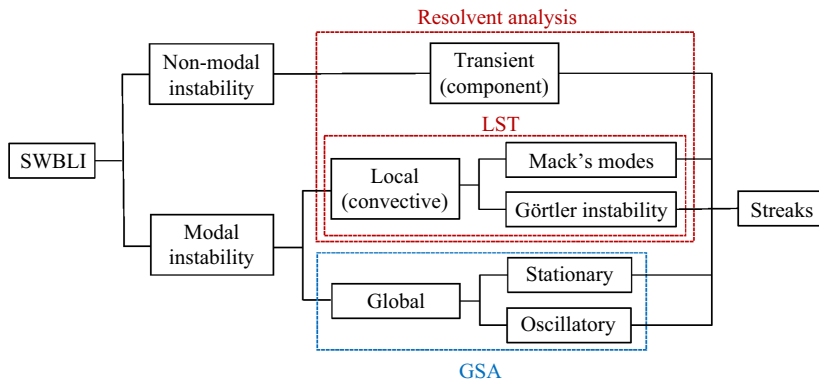 Resolvent analysis
Non-modal
instability
Transient
(component)
LST
SWBLI
Local
(convective)
Mack's modes
Görtler instability
Streaks
Modal
instability
Global
Stationary
Oscillatory
GSA